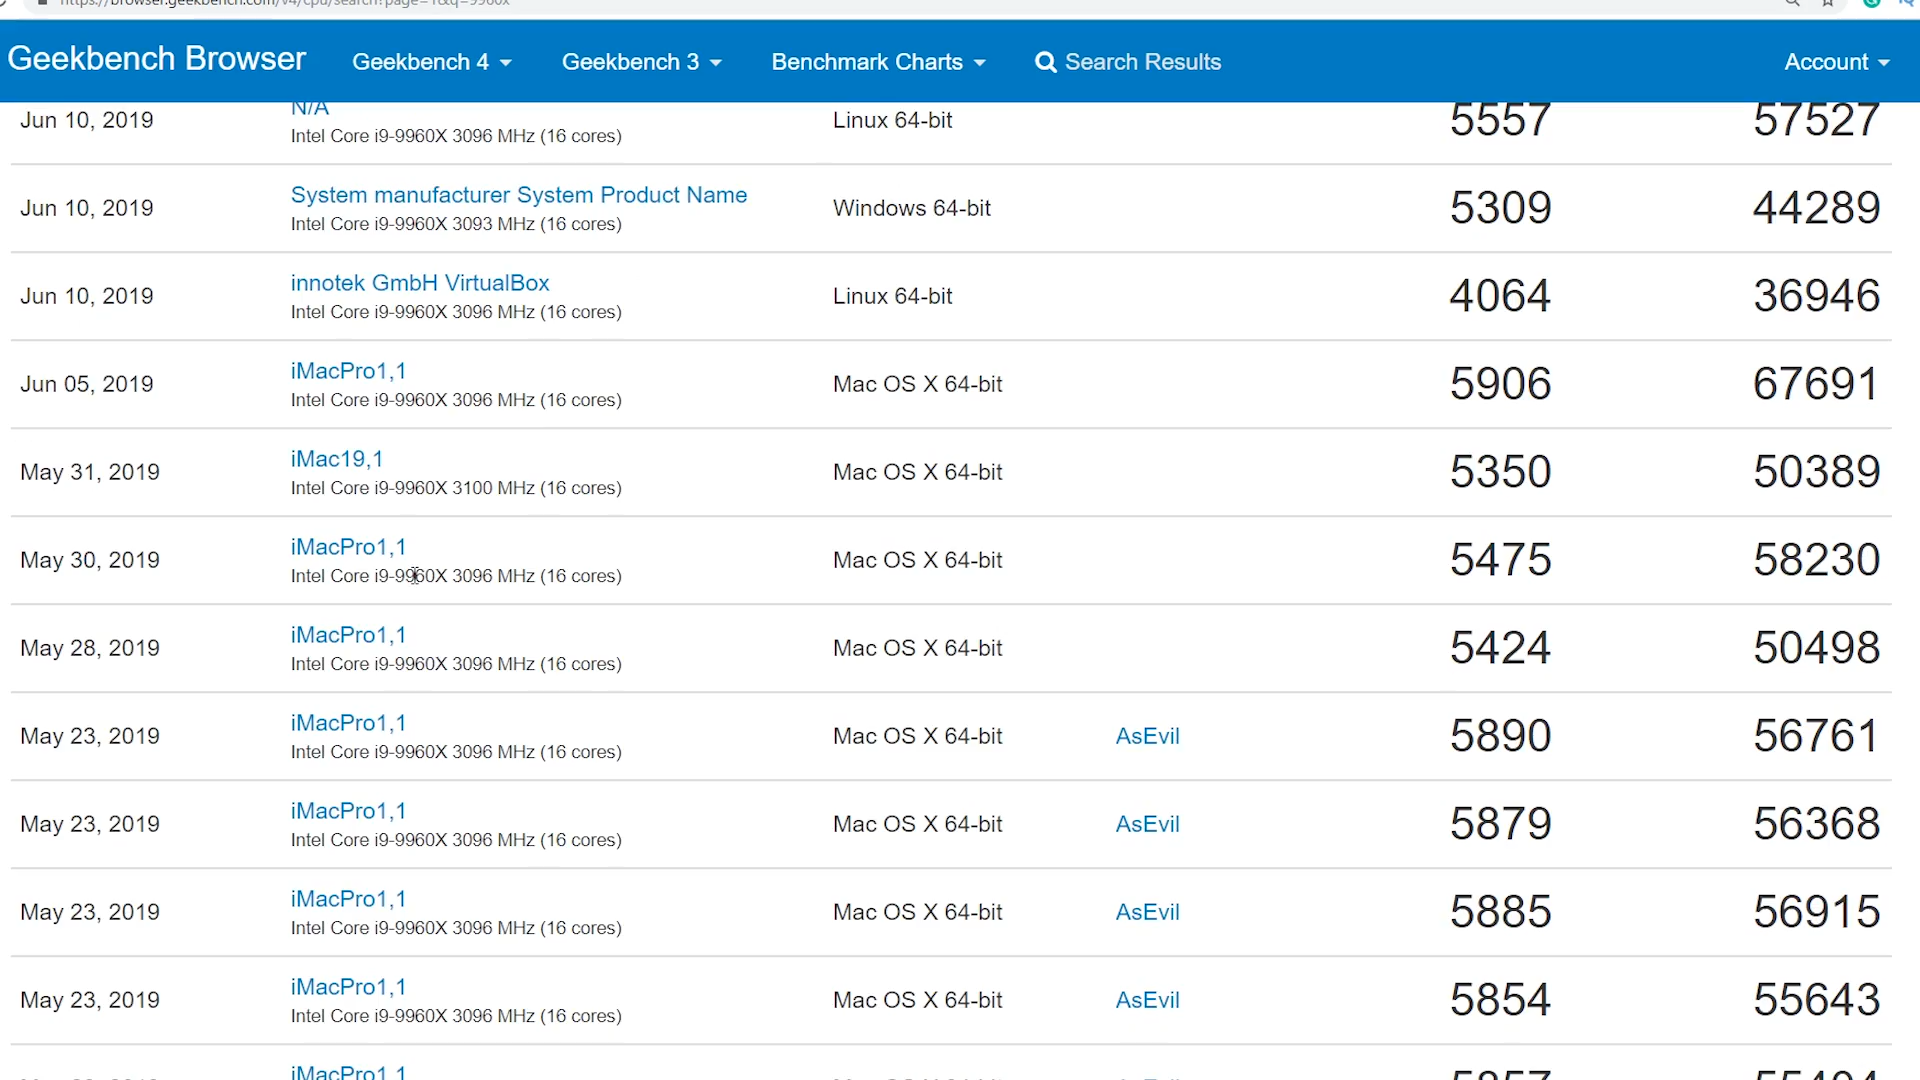 https://browser.geekbench.com/v4/cpu/search?page=1&q=9960x
Geekbench Browser Geekbench 4 Geekbench 3 Benchmark Charts Search Results Account
N/A
Jun 10, 2019 Linux 64-bit 5557 57527
Intel Core i9-9960X 3096 MHz (16 cores)
System manufacturer System Product Name
Jun 10, 2019 Windows 64-bit 5309 44289
Intel Core i9-9960X 3093 MHz (16 cores)
innotek GmbH VirtualBox
Jun 10, 2019 Linux 64-bit 4064 36946
Intel Core i9-9960X 3096 MHz (16 cores)
iMacPro1,1
Jun 05, 2019 Mac OS X 64-bit 5906 67691
Intel Core i9-9960X 3096 MHz (16 cores)
iMac19,1
May 31, 2019 Mac OS X 64-bit 5350 50389
Intel Core i9-9960X 3100 MHz (16 cores)
iMacPro1,1
May 30, 2019 Mac OS X 64-bit 5475 58230
Intel Core i9-9960X 3096 MHz (16 cores)
iMacPro1,1
May 28, 2019 Mac OS X 64-bit 5424 50498
Intel Core i9-9960X 3096 MHz (16 cores)
iMacPro1,1
May 23, 2019 Mac OS X 64-bit AsEvil 5890 56761
Intel Core i9-9960X 3096 MHz (16 cores)
iMacPro1,1
May 23, 2019 Mac OS X 64-bit AsEvil 5879 56368
Intel Core i9-9960X 3096 MHz (16 cores)
iMacPro1,1
May 23, 2019 Mac OS X 64-bit AsEvil 5885 56915
Intel Core i9-9960X 3096 MHz (16 cores)
iMacPro1,1
May 23, 2019 Mac OS X 64-bit AsEvil 5854 55643
Intel Core i9-9960X 3096 MHz (16 cores)
iMacPro1,1